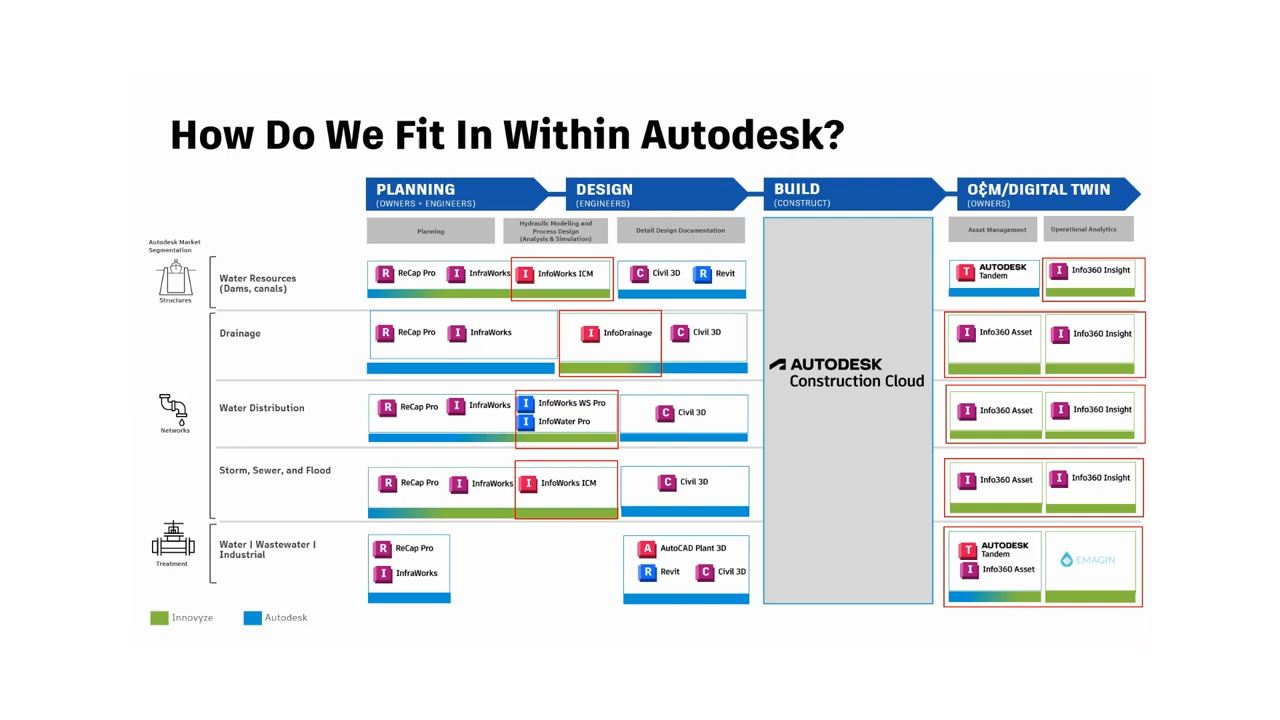 How Do We Fit In Within Autodesk?
PLANNING
(OWNERS + ENGINEERS)
DESIGN
(ENGINEERS)
BUILD
(CONSTRUCT)
O&M/DIGITAL TWIN
(OWNERS)
Planning
Hydraulic Modeling and
Process Design
(Analysis & Simulation)
Detail Design Documentation
Asset Management
Operational Analytics
Autodesk Market
Segmentation
Structures
Water Resources
(Dams, canals)
R ReCap Pro
I InfraWorks
I InfoWorks ICM
C Civil 3D
R Revit
T AUTODESK
Tandem
I Info360 Insight
Drainage
R ReCap Pro
I InfraWorks
I InfoDrainage
C Civil 3D
I Info360 Asset
I Info360 Insight
AUTODESK
Construction Cloud
Networks
Water Distribution
R ReCap Pro
I InfraWorks
I InfoWorks WS Pro
I InfoWater Pro
C Civil 3D
I Info360 Asset
I Info360 Insight
Storm, Sewer, and Flood
R ReCap Pro
I InfraWorks
I InfoWorks ICM
C Civil 3D
I Info360 Asset
I Info360 Insight
Treatment
Water | Wastewater |
Industrial
R ReCap Pro
I InfraWorks
A AutoCAD Plant 3D
R Revit
C Civil 3D
T AUTODESK
Tandem
I Info360 Asset
EMAGIN
Innovyze
Autodesk